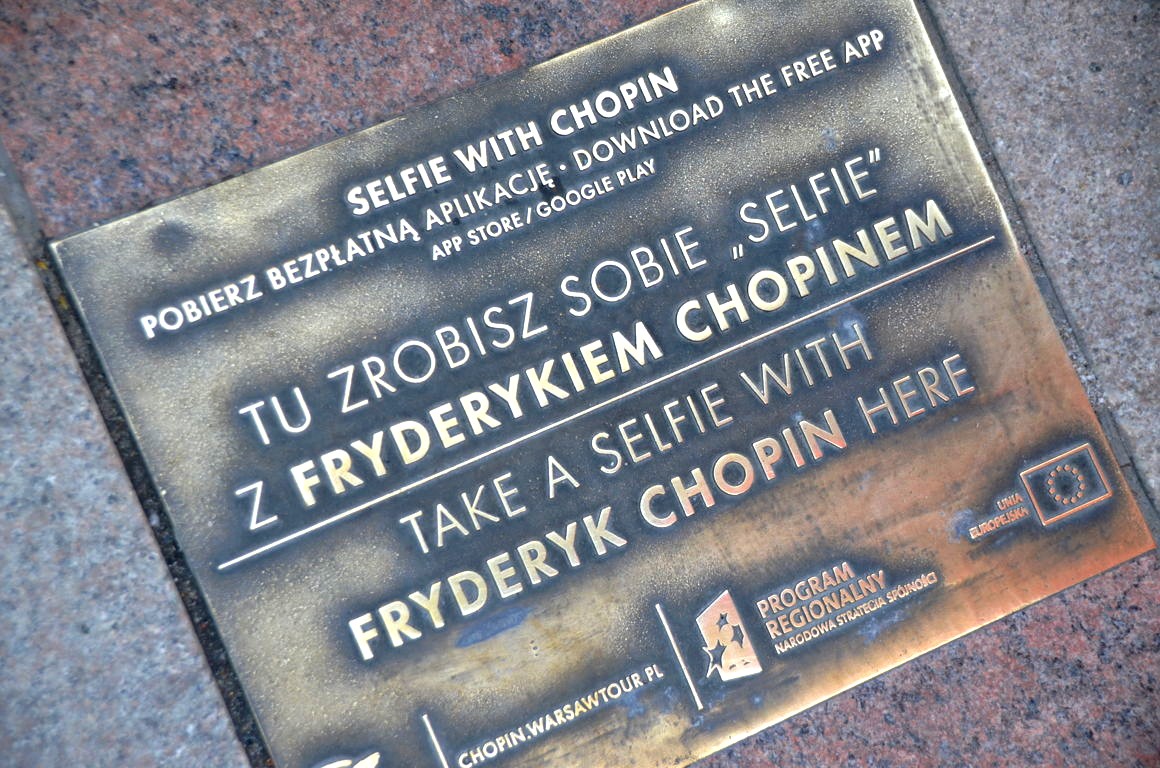 SELFIE WITH CHOPIN
POBIERZ BEZPŁATNĄ APLIKACJĘ · DOWNLOAD THE FREE APP
APP STORE / GOOGLE PLAY
TU ZROBISZ SOBIE „SELFIE”
Z FRYDERYKIEM CHOPINEM
TAKE A SELFIE WITH
FRYDERYK CHOPIN HERE
UNIA
EUROPEJSKA
PROGRAM
REGIONALNY
NARODOWA STRATEGIA SPÓJNOŚCI
CHOPIN.WARSAWTOUR.PL